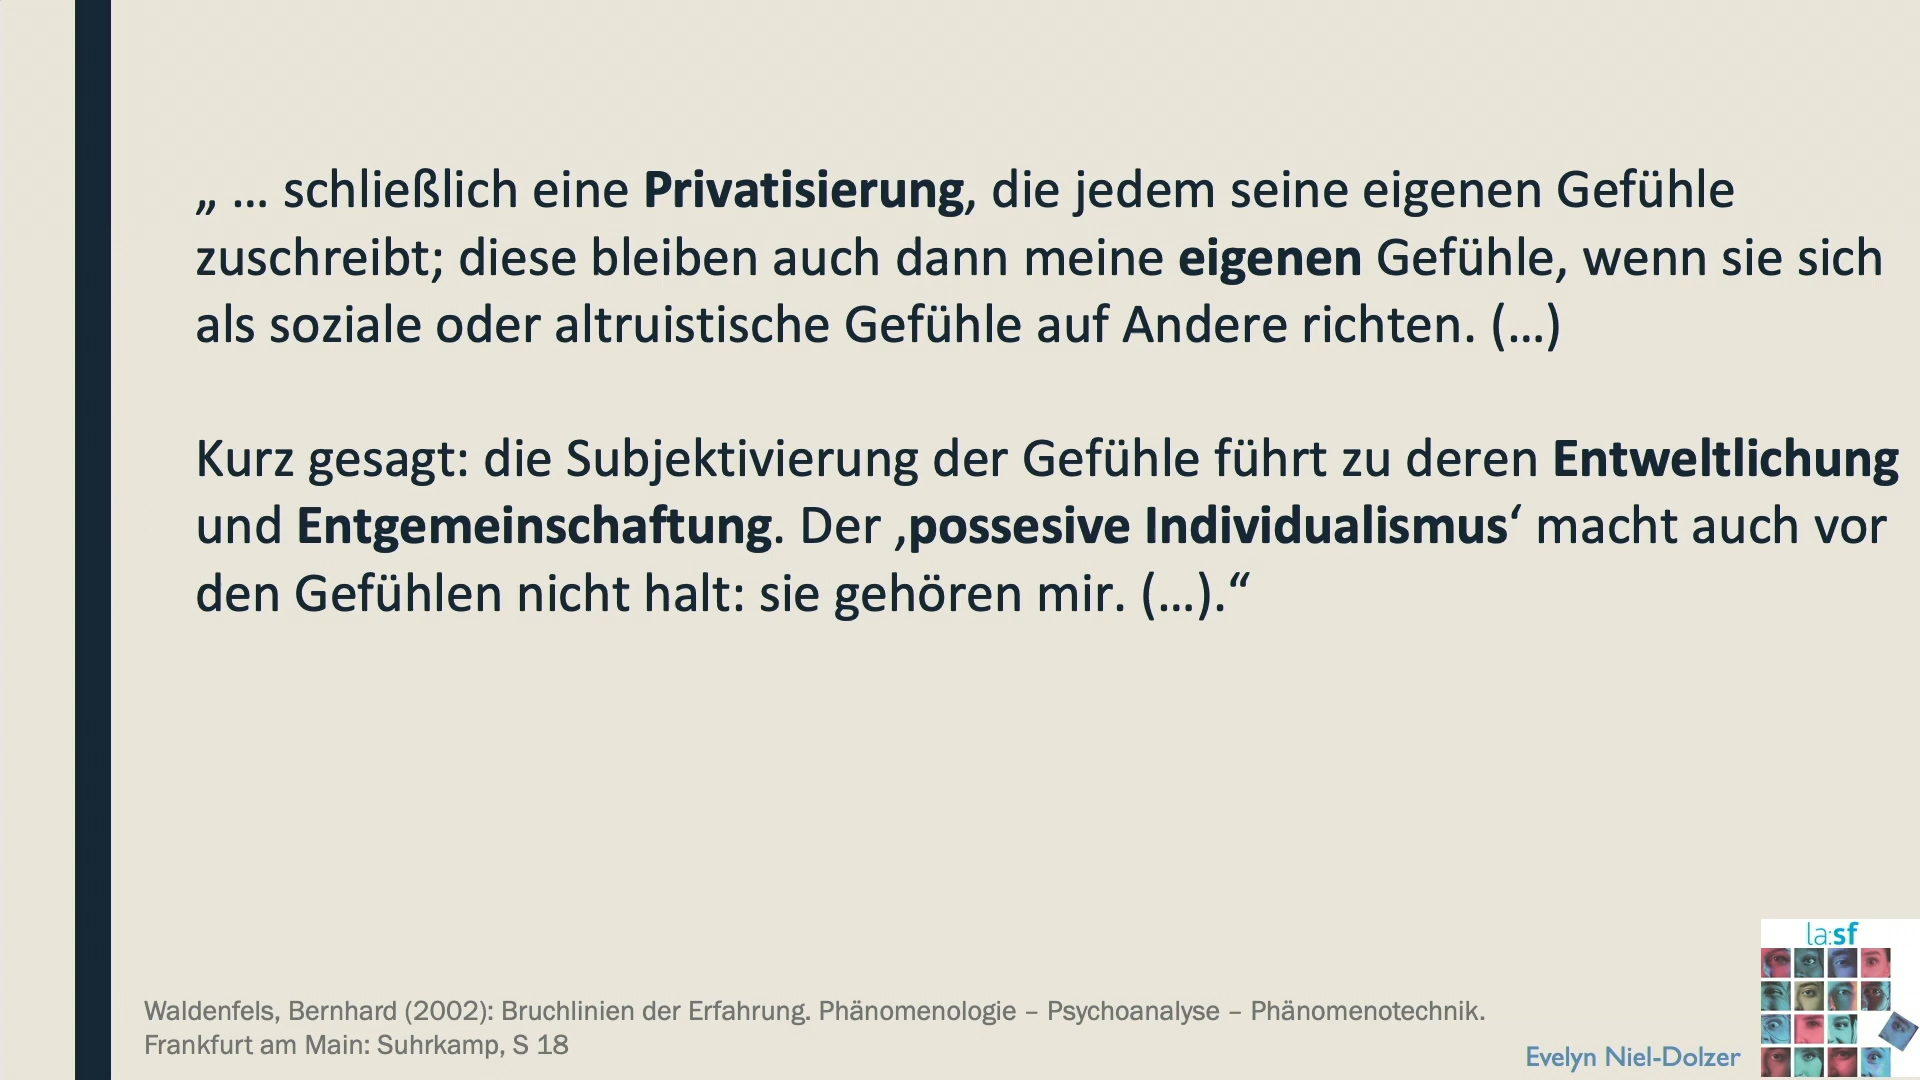 „ … schließlich eine Privatisierung, die jedem seine eigenen Gefühle
zuschreibt; diese bleiben auch dann meine eigenen Gefühle, wenn sie sich
als soziale oder altruistische Gefühle auf Andere richten. (…)
Kurz gesagt: die Subjektivierung der Gefühle führt zu deren Entweltlichung
und Entgemeinschaftung. Der ‚possesive Individualismus‘ macht auch vor
den Gefühlen nicht halt: sie gehören mir. (…).“
la:sf
Waldenfels, Bernhard (2002): Bruchlinien der Erfahrung. Phänomenologie – Psychoanalyse – Phänomenotechnik.
Frankfurt am Main: Suhrkamp, S 18
Evelyn Niel-Dolzer